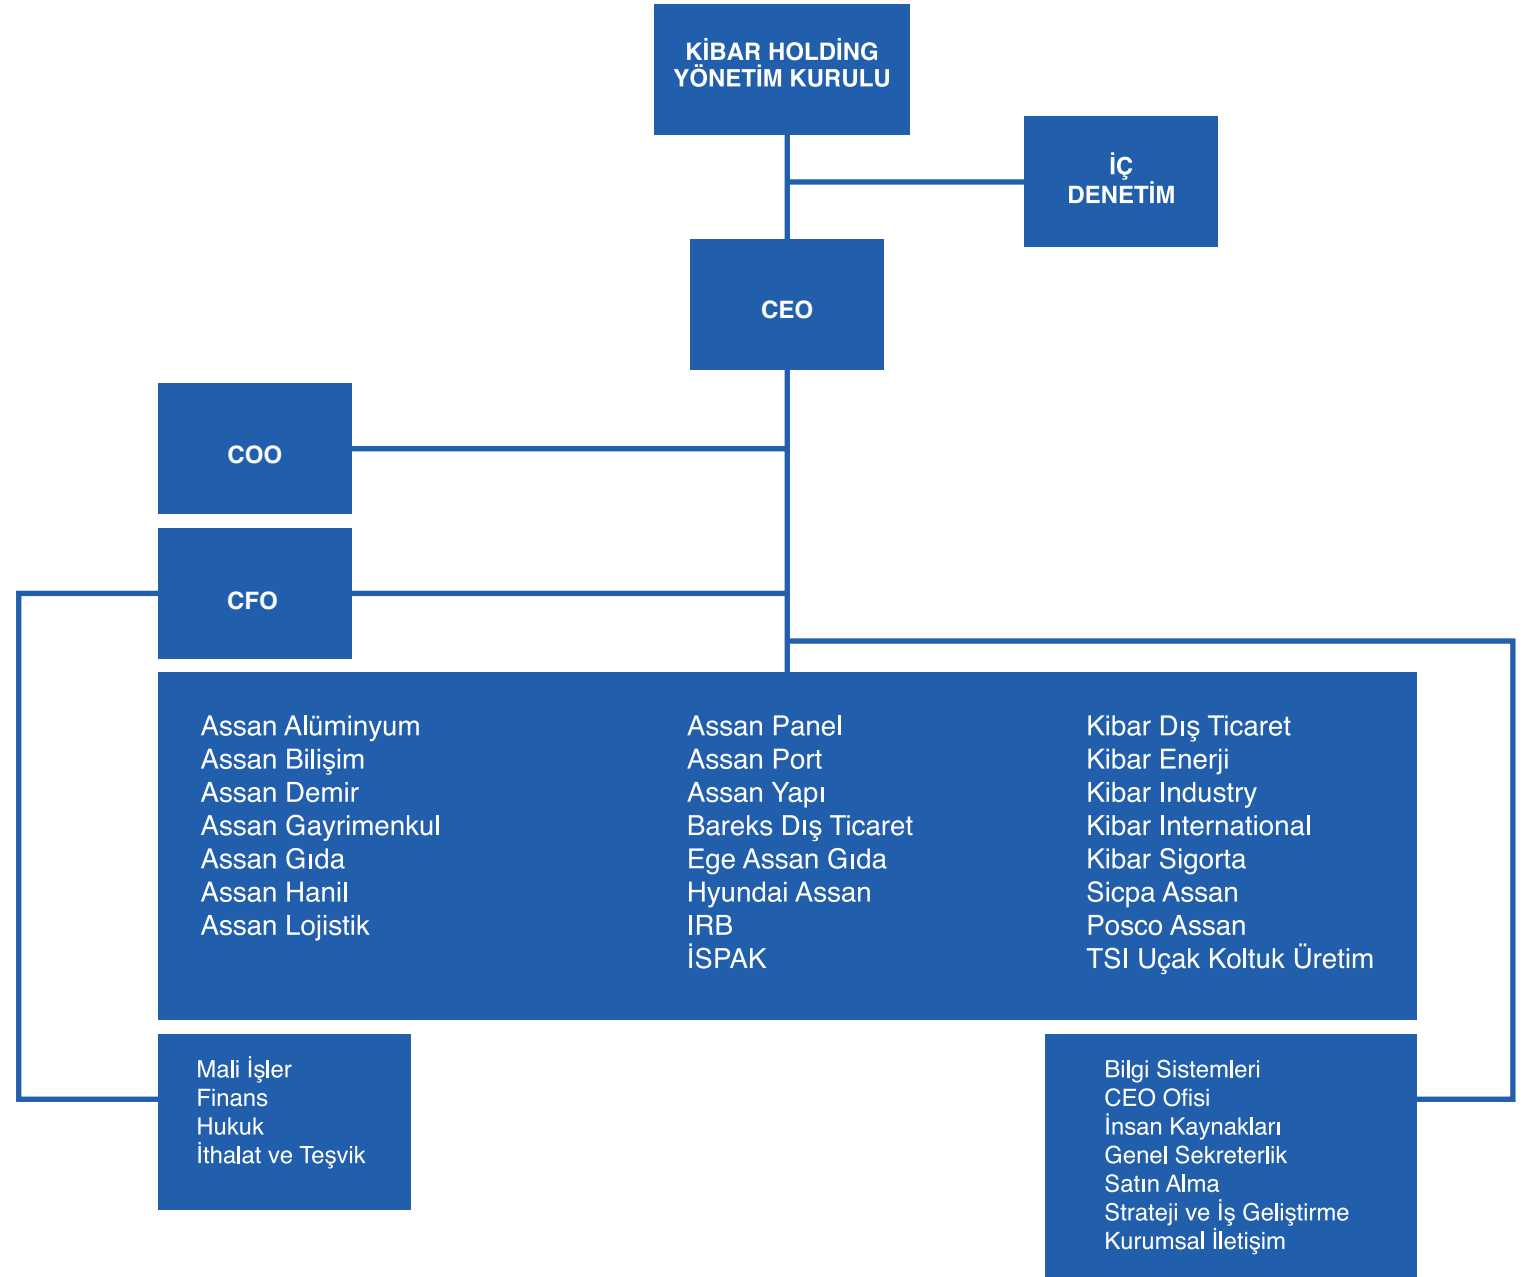 KİBAR HOLDİNG
YÖNETİM KURULU
İÇ
DENETİM
CEO
COO
CFO
Assan Alüminyum
Assan Bilişim
Assan Demir
Assan Gayrimenkul
Assan Gıda
Assan Hanil
Assan Lojistik
Assan Panel
Assan Port
Assan Yapı
Bareks Dış Ticaret
Ege Assan Gıda
Hyundai Assan
IRB
İSPAK
Kibar Dış Ticaret
Kibar Enerji
Kibar Industry
Kibar International
Kibar Sigorta
Sicpa Assan
Posco Assan
TSI Uçak Koltuk Üretim
Mali İşler
Finans
Hukuk
İthalat ve Teşvik
Bilgi Sistemleri
CEO Ofisi
İnsan Kaynakları
Genel Sekreterlik
Satın Alma
Strateji ve İş Geliştirme
Kurumsal İletişim